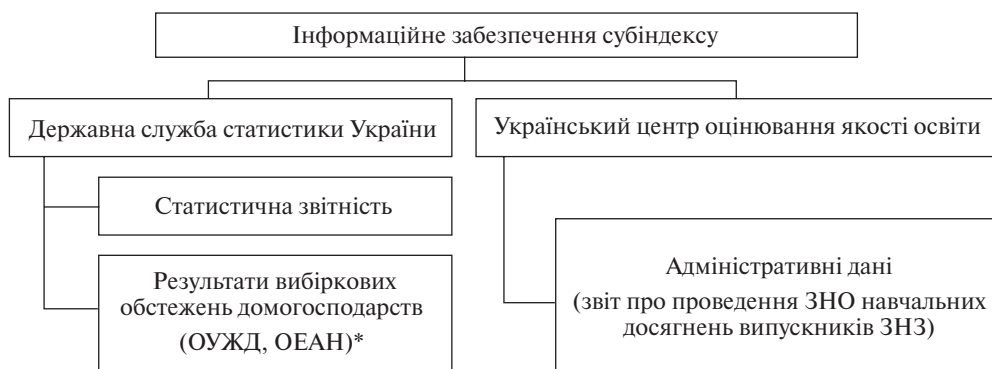 Інформаційне забезпечення субіндексу
Державна служба статистики України
Український центр оцінювання якості освіти
Статистична звітність
Результати вибіркових
обстежень домогосподарств
(ОУЖД, ОЕАН)*
Адміністративні дані
(звіт про проведення ЗНО навчальних
досягнень випускників ЗНЗ)